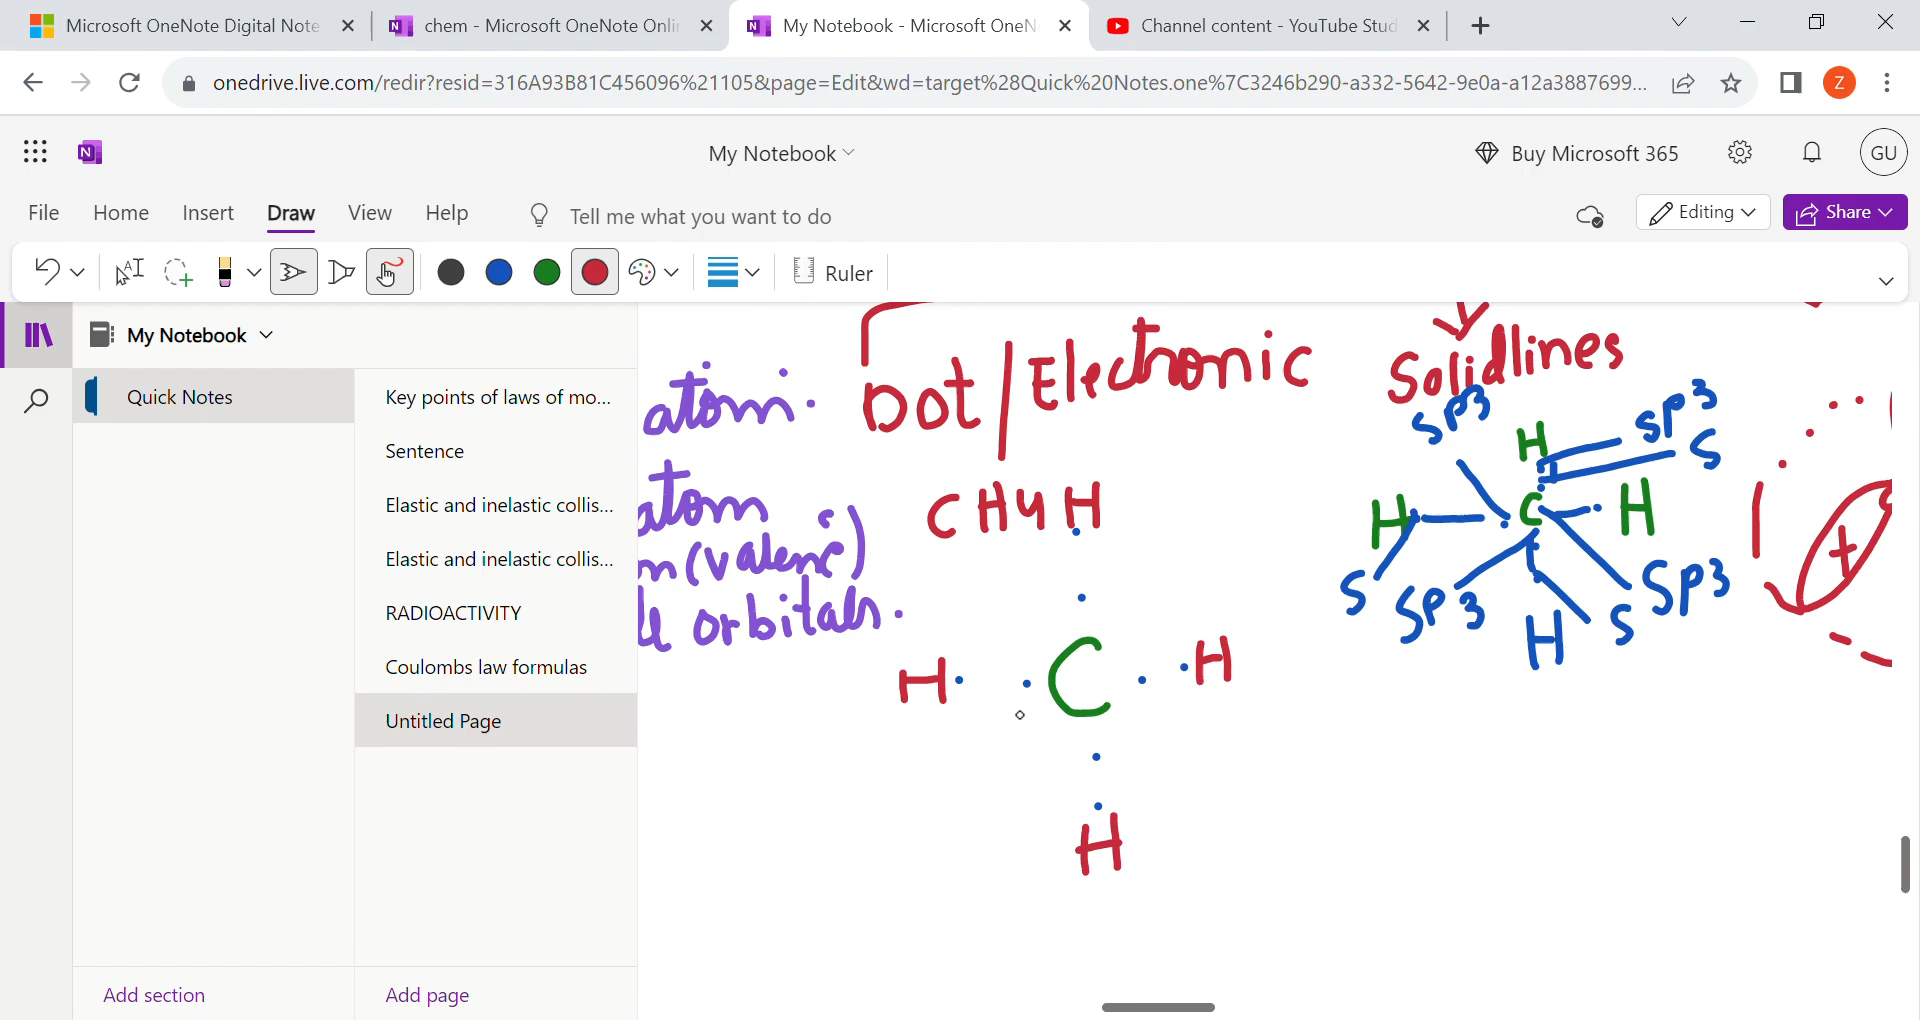 Microsoft OneNote Digital Note
chem - Microsoft OneNote Onli
My Notebook - Microsoft OneN
Channel content - YouTube Stud
onedrive.live.com/redir?resid=316A93B81C456096%21105&page=Edit&wd=target%28Quick%20Notes.one%7C3246b290-a332-5642-9e0a-a12a3887699...
Z
N
My Notebook
Buy Microsoft 365
GU
File Home Insert Draw View Help
Tell me what you want to do
Editing
Share
Ruler
My Notebook
Quick Notes
Key points of laws of mo...
Sentence
Elastic and inelastic collis...
Elastic and inelastic collis...
RADIOACTIVITY
Coulombs law formulas
Untitled Page
Add section
Add page
atom.
atom
n (valence)
orbitals.
Dot/Electronic
CH4 H
H C H
H
Solidlines
SP3 H SP3 S
H C H
S SP3 H S SP3
+